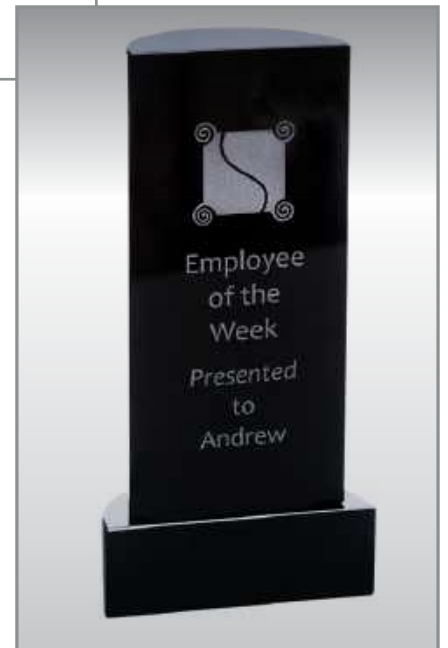 Employee
of the
Week
Presented
to
Andrew